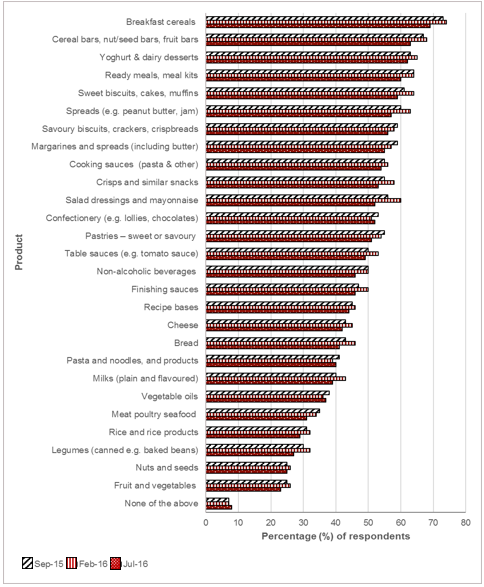 Product
Breakfast cereals
Cereal bars, nut/seed bars, fruit bars
Yoghurt & dairy desserts
Ready meals, meal kits
Sweet biscuits, cakes, muffins
Spreads (e.g. peanut butter, jam)
Savoury biscuits, crackers, crispbreads
Margarines and spreads (including butter)
Cooking sauces (pasta & other)
Crisps and similar snacks
Salad dressings and mayonnaise
Confectionery (e.g. lollies, chocolates)
Pastries – sweet or savoury
Table sauces (e.g. tomato sauce)
Non-alcoholic beverages
Finishing sauces
Recipe bases
Cheese
Bread
Pasta and noodles, and products
Milks (plain and flavoured)
Vegetable oils
Meat poultry seafood
Rice and rice products
Legumes (canned e.g. baked beans)
Nuts and seeds
Fruit and vegetables
None of the above
0 10 20 30 40 50 60 70 80
Percentage (%) of respondents
Sep-15 Feb-16 Jul-16